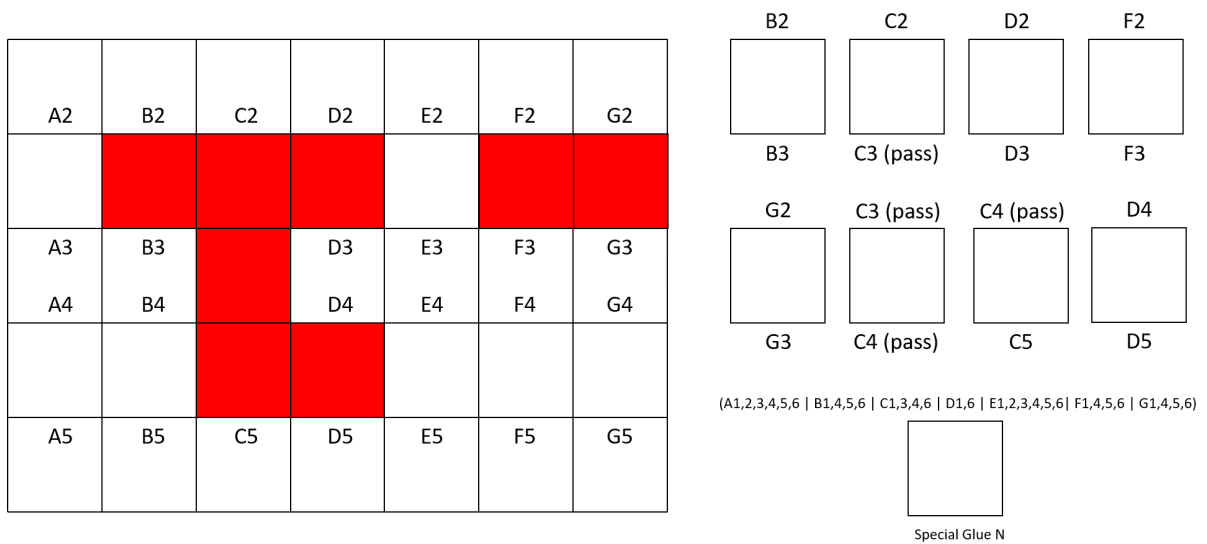 B2 C2 D2 F2
A2 B2 C2 D2 E2 F2 G2
B3 C3 (pass) D3 F3
G2 C3 (pass) C4 (pass) D4
A3 B3 D3 E3 F3 G3
A4 B4 D4 E4 F4 G4
G3 C4 (pass) C5 D5
(A1,2,3,4,5,6 | B1,4,5,6 | C1,3,4,6 | D1,6 | E1,2,3,4,5,6| F1,4,5,6 | G1,4,5,6)
A5 B5 C5 D5 E5 F5 G5
Special Glue N